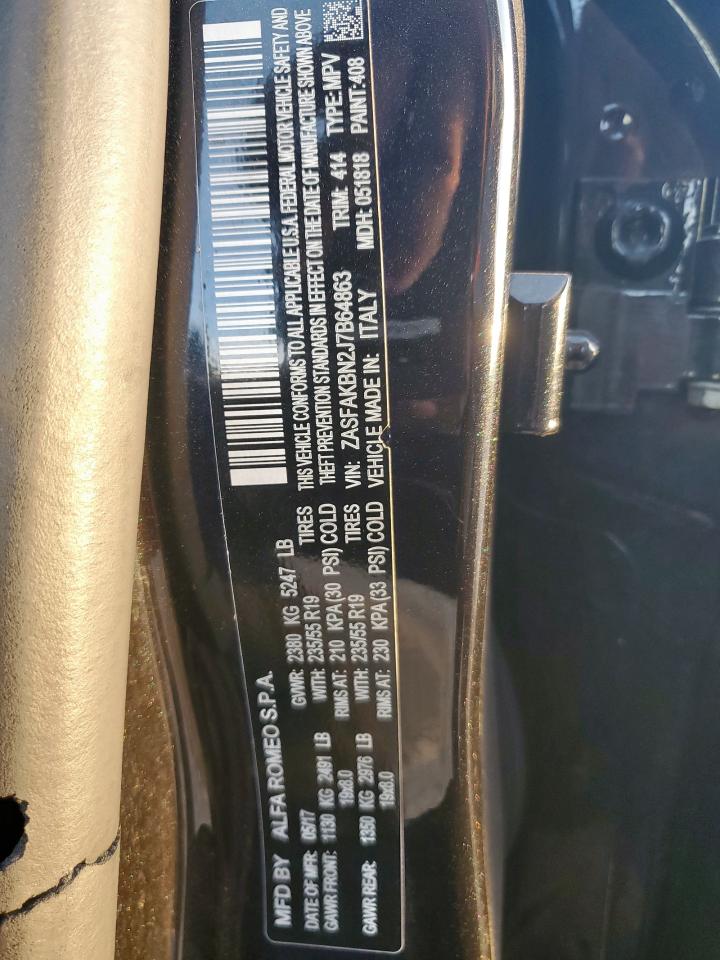 MFD BY ALFA ROMEO S.P.A.
DATE OF MFR: 05/17 GVWR: 2380 KG 5247 LB
GAWR FRONT: 1130 KG 2491 LB WITH: 235/55 R19 TIRES
19x8.0 RIMS AT: 210 KPA(30 PSI) COLD
GAWR REAR: 1350 KG 2976 LB WITH: 235/55 R19 TIRES
19x8.0 RIMS AT: 230 KPA(33 PSI) COLD
THIS VEHICLE CONFORMS TO ALL APPLICABLE U.S.A. FEDERAL MOTOR VEHICLE SAFETY AND
THEFT PREVENTION STANDARDS IN EFFECT ON THE DATE OF MANUFACTURE SHOWN ABOVE
VIN: ZASFAKBN2J7B64863 TRIM: 414 TYPE: MPV
VEHICLE MADE IN: ITALY MDH: 051818 PAINT: 408